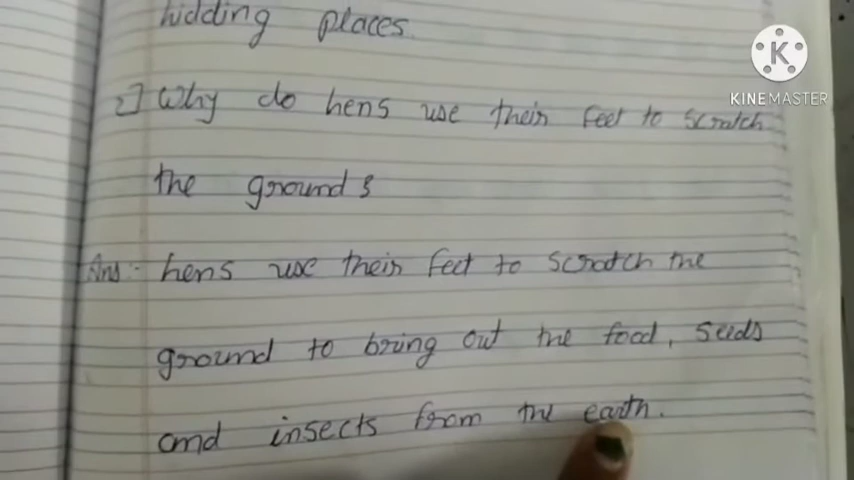 hidding places.
2] Why do hens use their feet to scratch
the ground?
Ans:- hens use their feet to scratch the
ground to bring out the food, seeds
and insects from the earth.
K
KINEMASTER